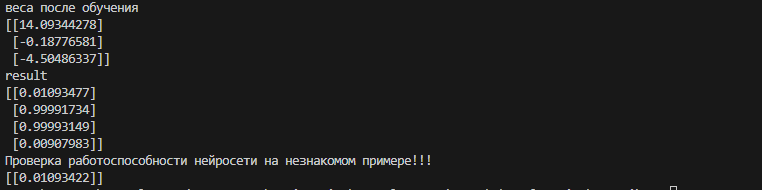 веса после обучения
[[14.09344278]
 [-0.18776581]
 [-4.50486337]]
result
[[0.01093477]
 [0.99991734]
 [0.99993149]
 [0.00907983]]
Проверка работоспособности нейросети на незнакомом примере!!!
[[0.01093422]]